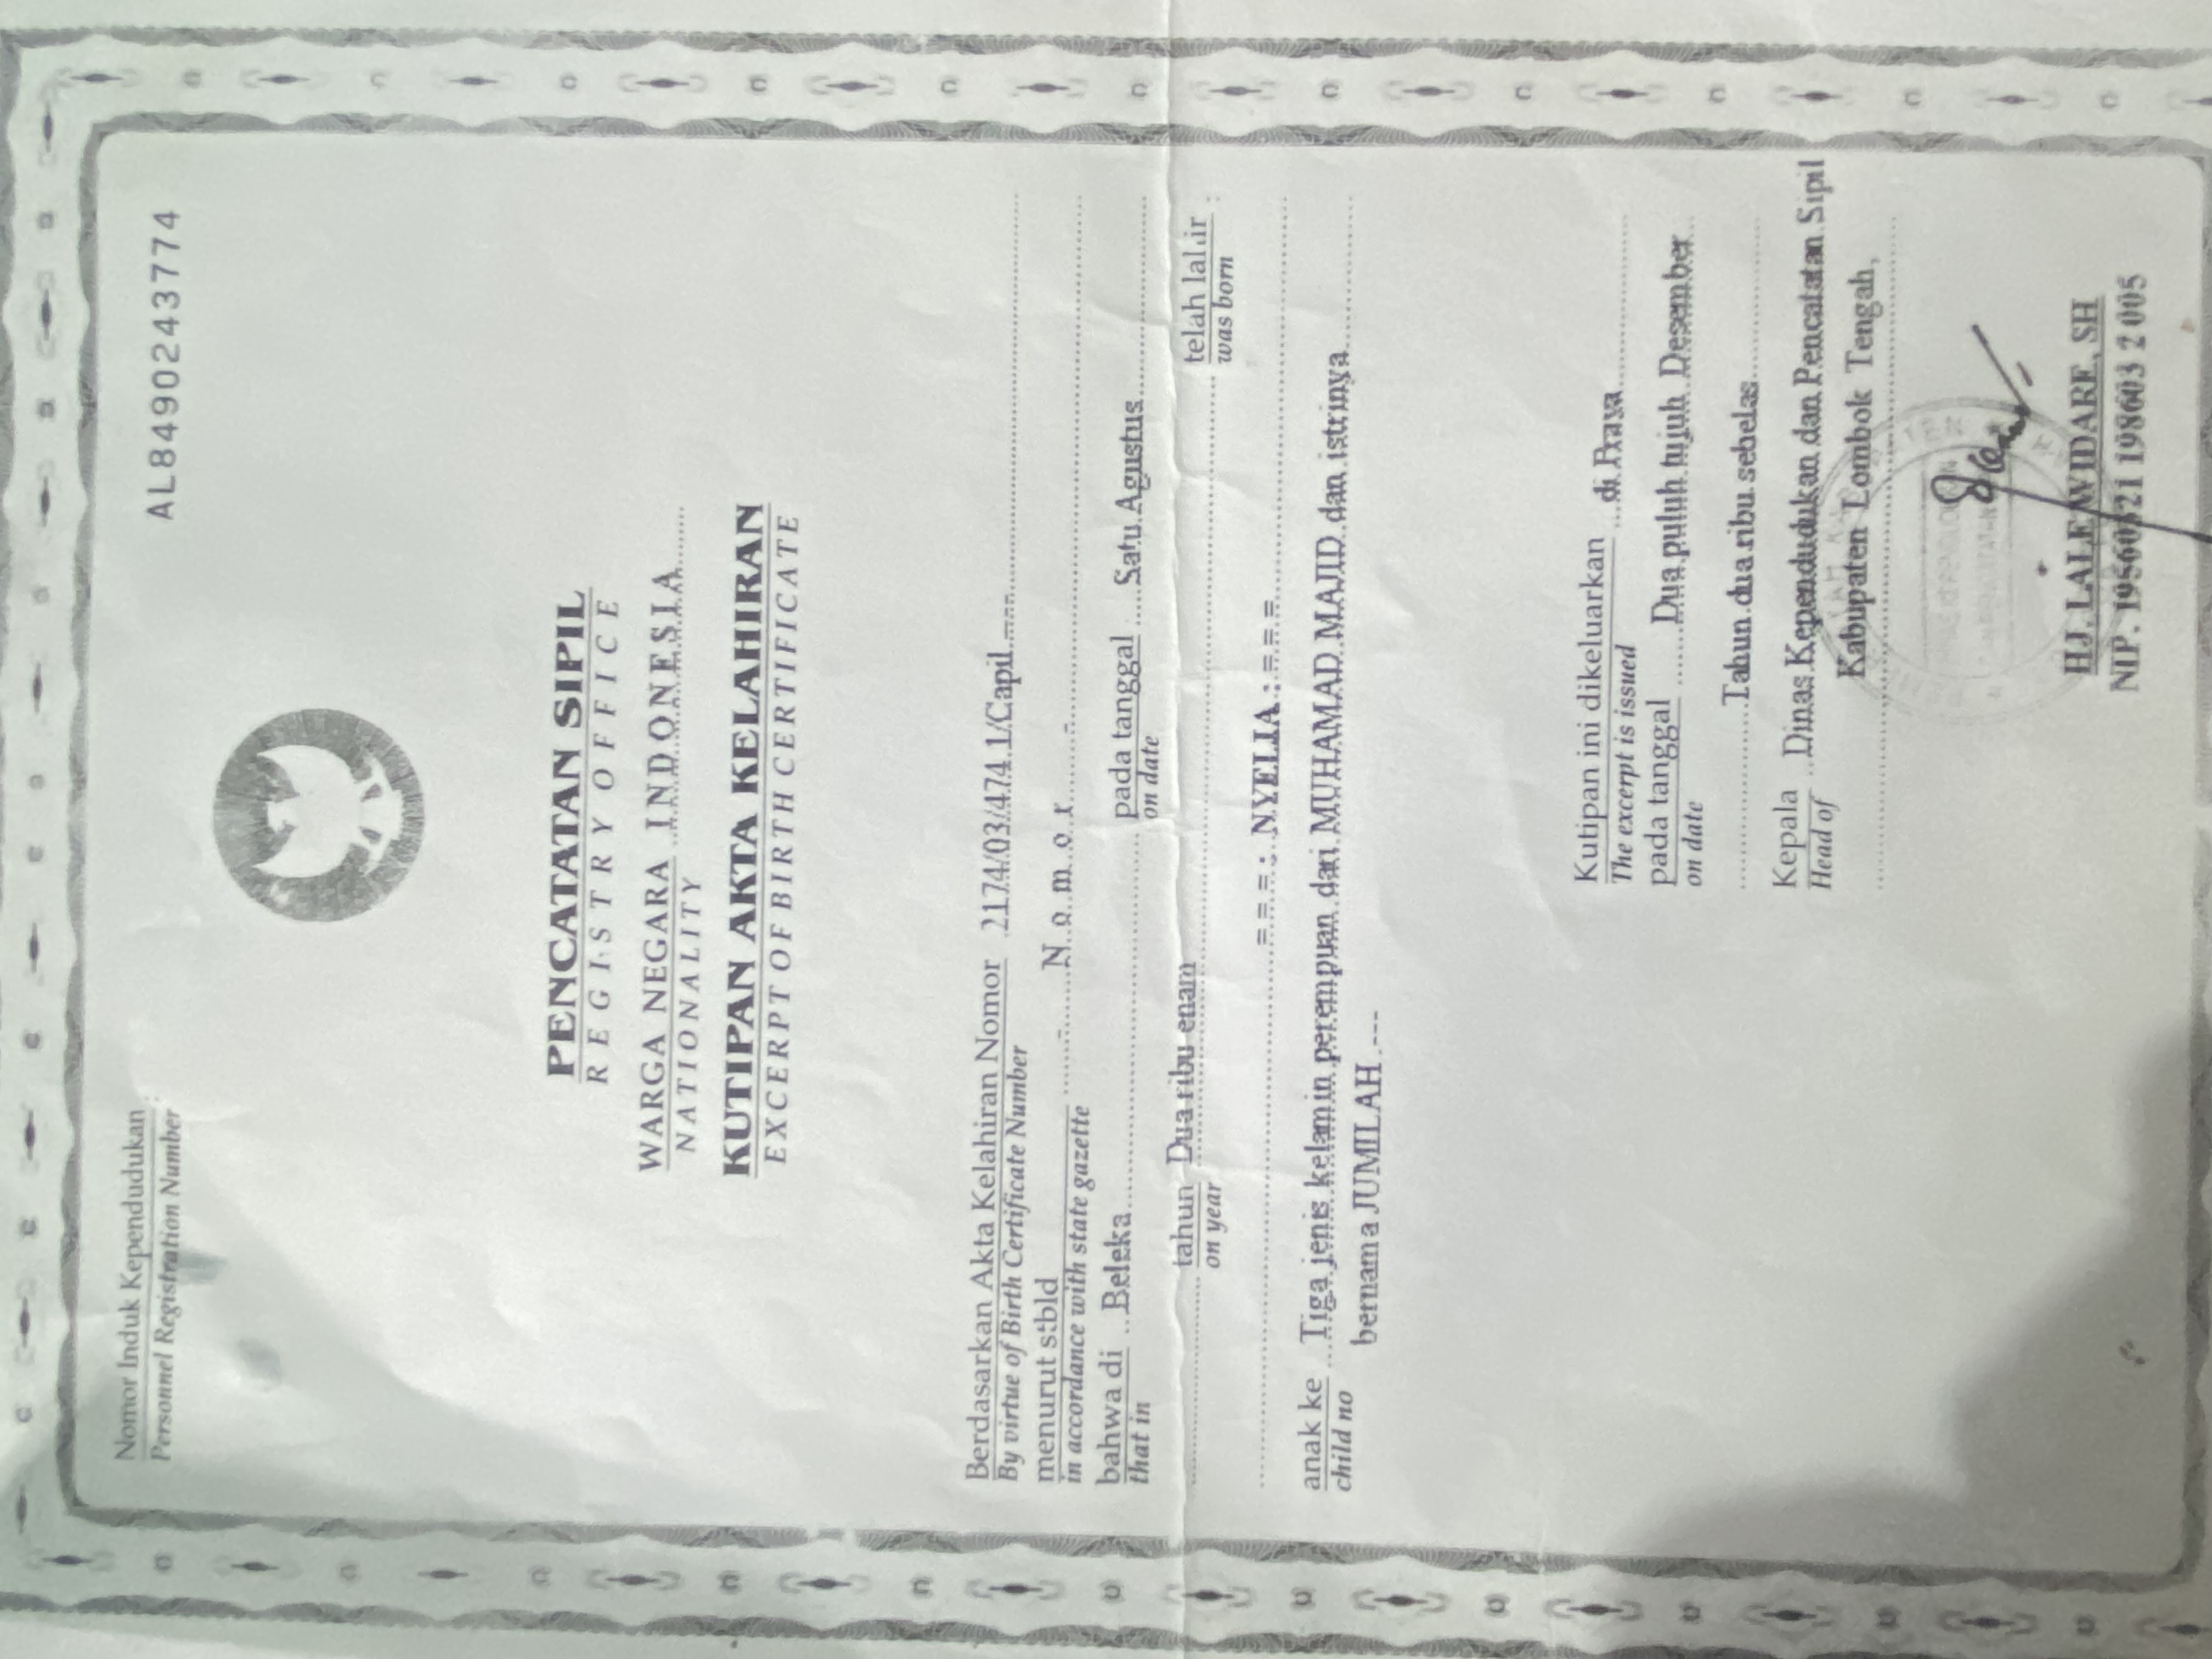 Nomor Induk Kependudukan
Personnel Registration Number
AL8490243774
PENCATATAN SIPIL
REGISTRY OFFICE
WARGA NEGARA INDONESIA
NATIONALITY
KUTIPAN AKTA KELAHIRAN
EXCERPT OF BIRTH CERTIFICATE
Berdasarkan Akta Kelahiran Nomor 2174/03/474.1/Capil.---
By virtue of Birth Certificate Number
menurut stbld - N o m o r -
in accordance with state gazette
bahwa di Beleka pada tanggal Satu Agustus
that in on date
tahun Dua ribu enam telah lahir :
on year was born
= = = : NYELIA : = = =
anak ke Tiga jenis kelamin perempuan dari MUHAMAD MAJID dan istrinya
child no
bernama JUMILAH.---
Kutipan ini dikeluarkan di Praya
The excerpt is issued
pada tanggal Dua puluh tujuh Desember
on date
Tahun dua ribu sebelas
Kepala Dinas Kependudukan dan Pencatatan Sipil
Head of
Kabupaten Lombok Tengah,
HJ. LALE WIDARE, SH
NIP. 19560821 198603 2 005